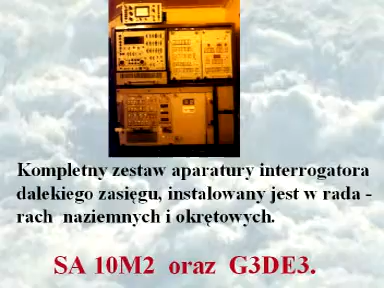 Kompletny zestaw aparatury interrogatora
dalekiego zasięgu, instalowany jest w rada -
rach naziemnych i okrętowych.
SA 10M2 oraz G3DE3.